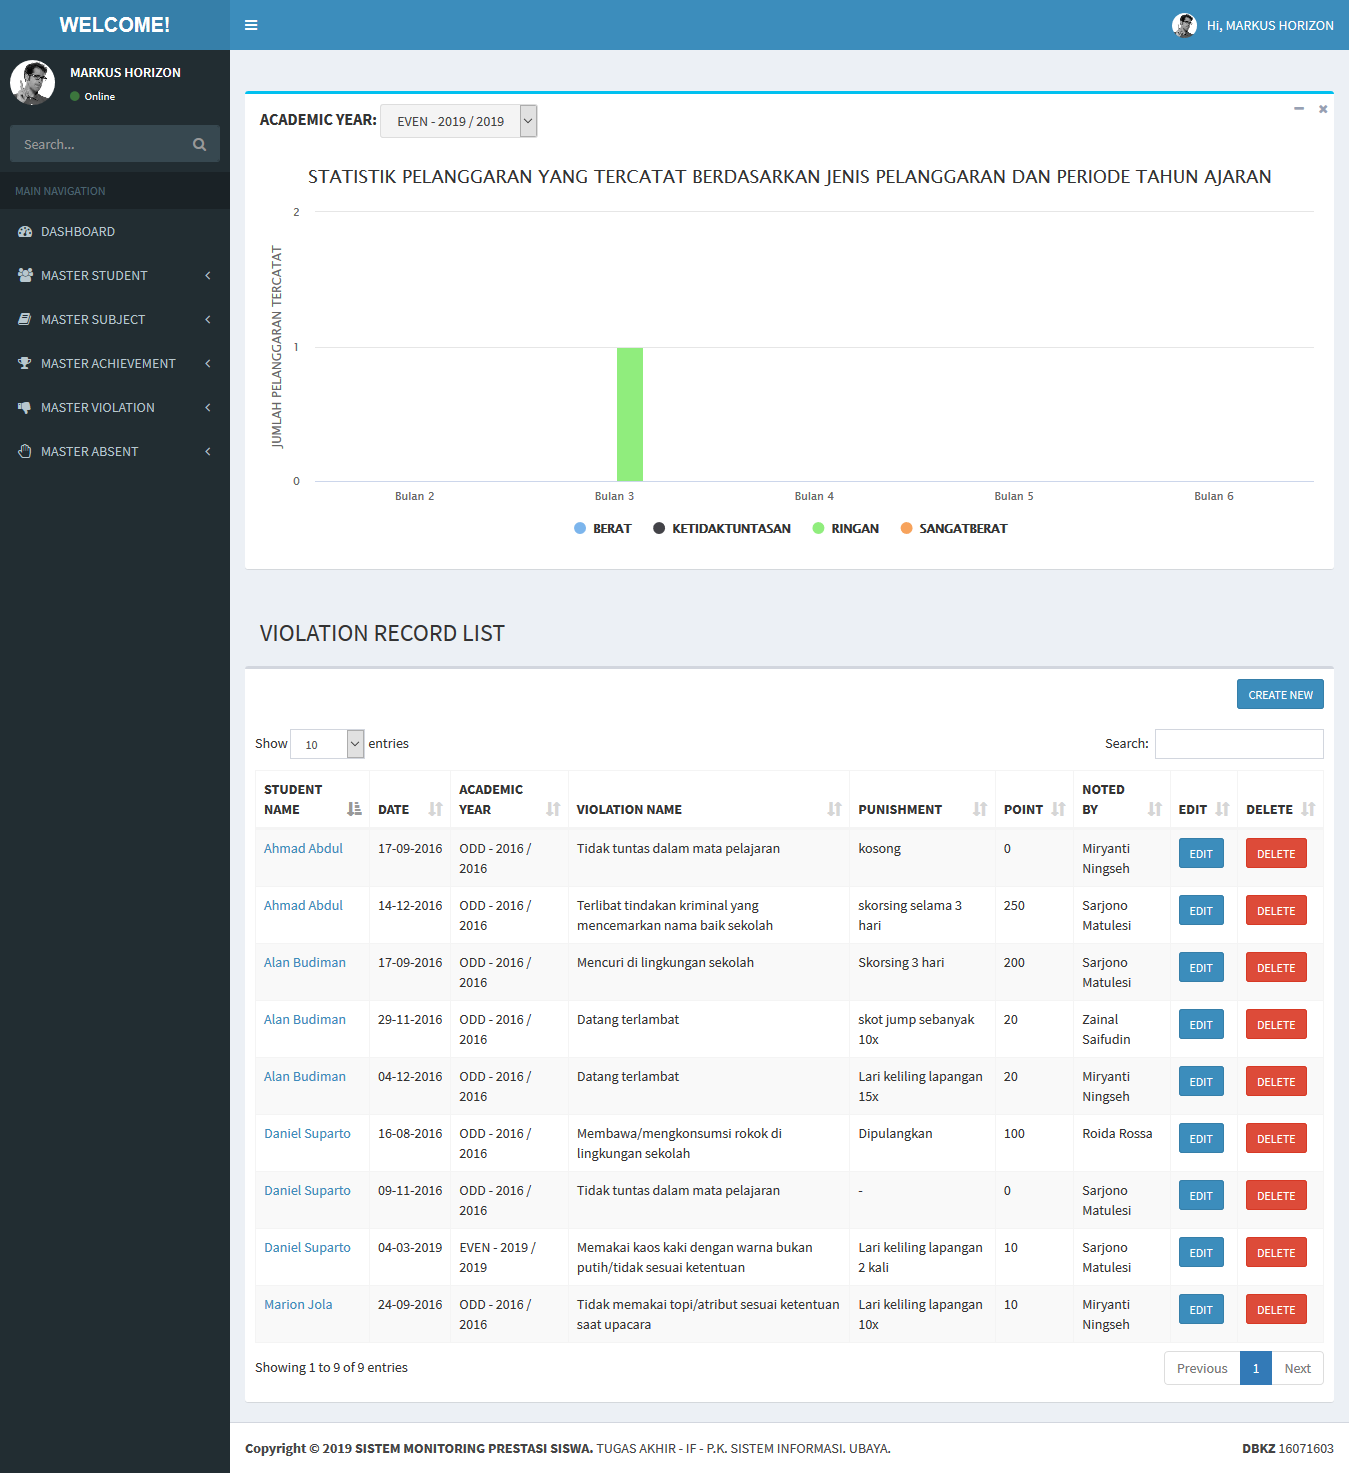 WELCOME!
Hi, MARKUS HORIZON
MARKUS HORIZON
Online
Search...
MAIN NAVIGATION
DASHBOARD
MASTER STUDENT
MASTER SUBJECT
MASTER ACHIEVEMENT
MASTER VIOLATION
MASTER ABSENT
ACADEMIC YEAR: EVEN - 2019 / 2019
STATISTIK PELANGGARAN YANG TERCATAT BERDASARKAN JENIS PELANGGARAN DAN PERIODE TAHUN AJARAN
JUMLAH PELANGGARAN TERCATAT
2
1
0
Bulan 2 Bulan 3 Bulan 4 Bulan 5 Bulan 6
BERAT KETIDAKTUNTASAN RINGAN SANGATBERAT
VIOLATION RECORD LIST
CREATE NEW
Show 10 entries Search:
STUDENT ACADEMIC NOTED
NAME DATE YEAR VIOLATION NAME PUNISHMENT POINT BY EDIT DELETE
Ahmad Abdul 17-09-2016 ODD - 2016 / Tidak tuntas dalam mata pelajaran kosong 0 Miryanti EDIT DELETE
2016 Ningseh
Ahmad Abdul 14-12-2016 ODD - 2016 / Terlibat tindakan kriminal yang skorsing selama 3 250 Sarjono EDIT DELETE
2016 mencemarkan nama baik sekolah hari Matulesi
Alan Budiman 17-09-2016 ODD - 2016 / Mencuri di lingkungan sekolah Skorsing 3 hari 200 Sarjono EDIT DELETE
2016 Matulesi
Alan Budiman 29-11-2016 ODD - 2016 / Datang terlambat skot jump sebanyak 20 Zainal EDIT DELETE
2016 10x Saifudin
Alan Budiman 04-12-2016 ODD - 2016 / Datang terlambat Lari keliling lapangan 20 Miryanti EDIT DELETE
2016 15x Ningseh
Daniel Suparto 16-08-2016 ODD - 2016 / Membawa/mengkonsumsi rokok di Dipulangkan 100 Roida Rossa EDIT DELETE
2016 lingkungan sekolah
Daniel Suparto 09-11-2016 ODD - 2016 / Tidak tuntas dalam mata pelajaran - 0 Sarjono EDIT DELETE
2016 Matulesi
Daniel Suparto 04-03-2019 EVEN - 2019 / Memakai kaos kaki dengan warna bukan Lari keliling lapangan 10 Sarjono EDIT DELETE
2019 putih/tidak sesuai ketentuan 2 kali Matulesi
Marion Jola 24-09-2016 ODD - 2016 / Tidak memakai topi/atribut sesuai ketentuan Lari keliling lapangan 10 Miryanti EDIT DELETE
2016 saat upacara 10x Ningseh
Showing 1 to 9 of 9 entries Previous 1 Next
Copyright © 2019 SISTEM MONITORING PRESTASI SISWA. TUGAS AKHIR - IF - P.K. SISTEM INFORMASI. UBAYA. DBKZ 16071603